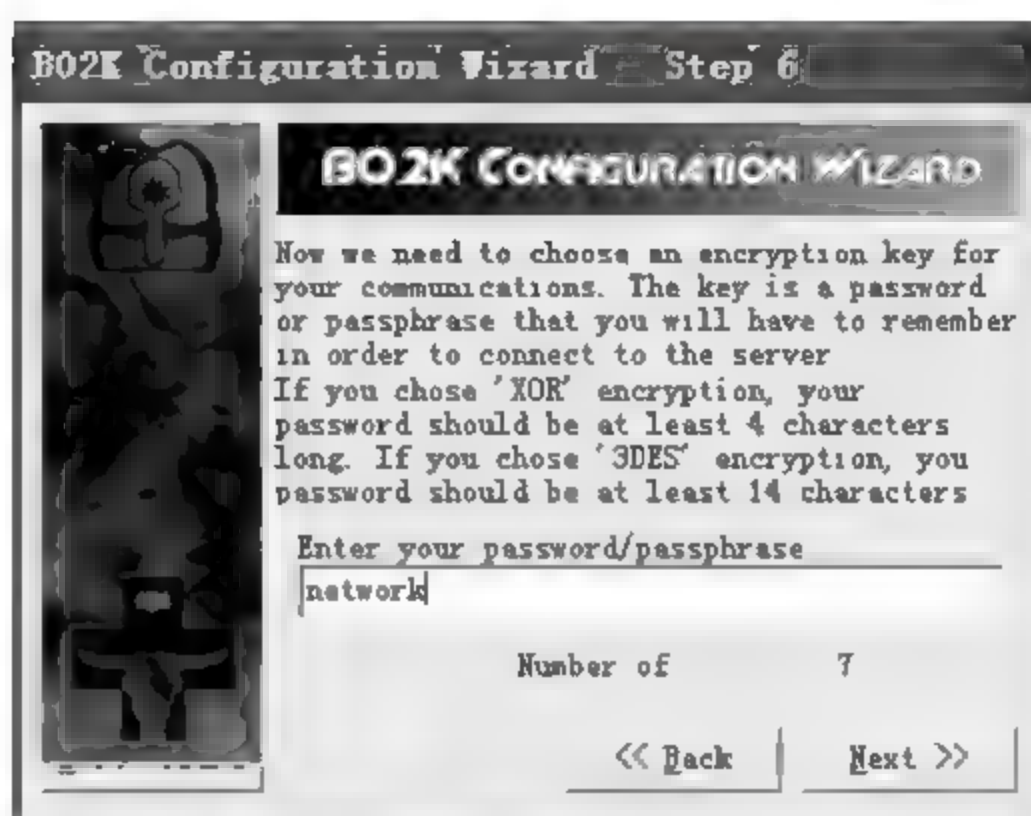 BO2K Configuration Wizard - Step 6
BO2K CONFIGURATION WIZARD
Now we need to choose an encryption key for
your communications. The key is a password
or passphrase that you will have to remember
in order to connect to the server
If you chose 'XOR' encryption, your
password should be at least 4 characters
long. If you chose '3DES' encryption, you
password should be at least 14 characters
Enter your password/passphrase
network
Number of 7
<< Back Next >>